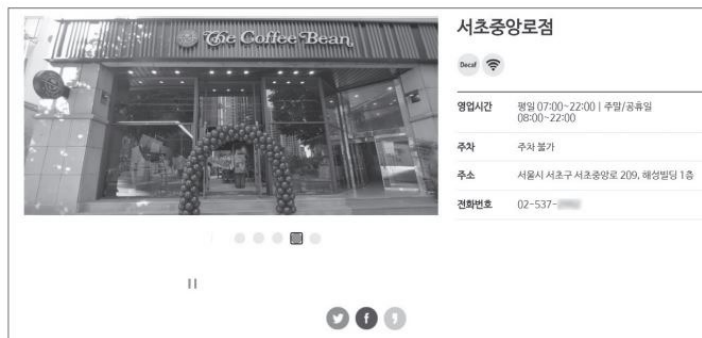 The Coffee Bean
서초중앙로점
Decaf
영업시간 평일 07:00~22:00 | 주말/공휴일
08:00~22:00
주차 주차 불가
주소 서울시 서초구 서초중앙로 209, 해성빌딩 1층
전화번호 02-537-